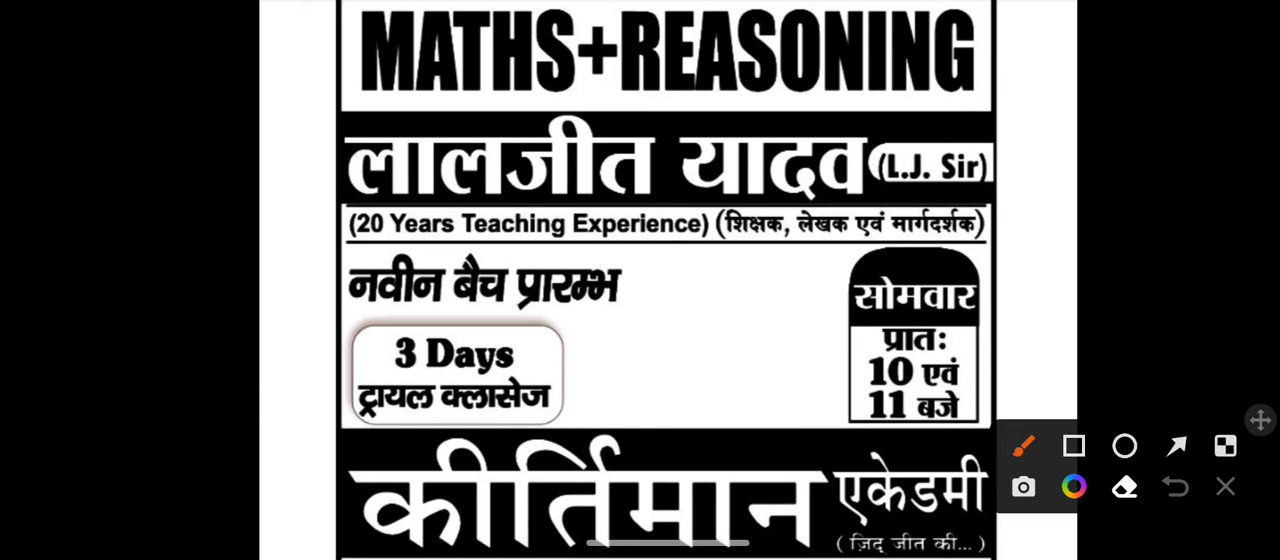 MATHS+REASONING
लालजीत यादव (L.J. Sir)
(20 Years Teaching Experience) (शिक्षक, लेखक एवं मार्गदर्शक)
नवीन बैच प्रारम्भ
3 Days
ट्रायल क्लासेज
सोमवार
प्रातः
10 एवं
11 बजे
कीर्तिमान एकेडमी
( ज़िद् जीत की... )